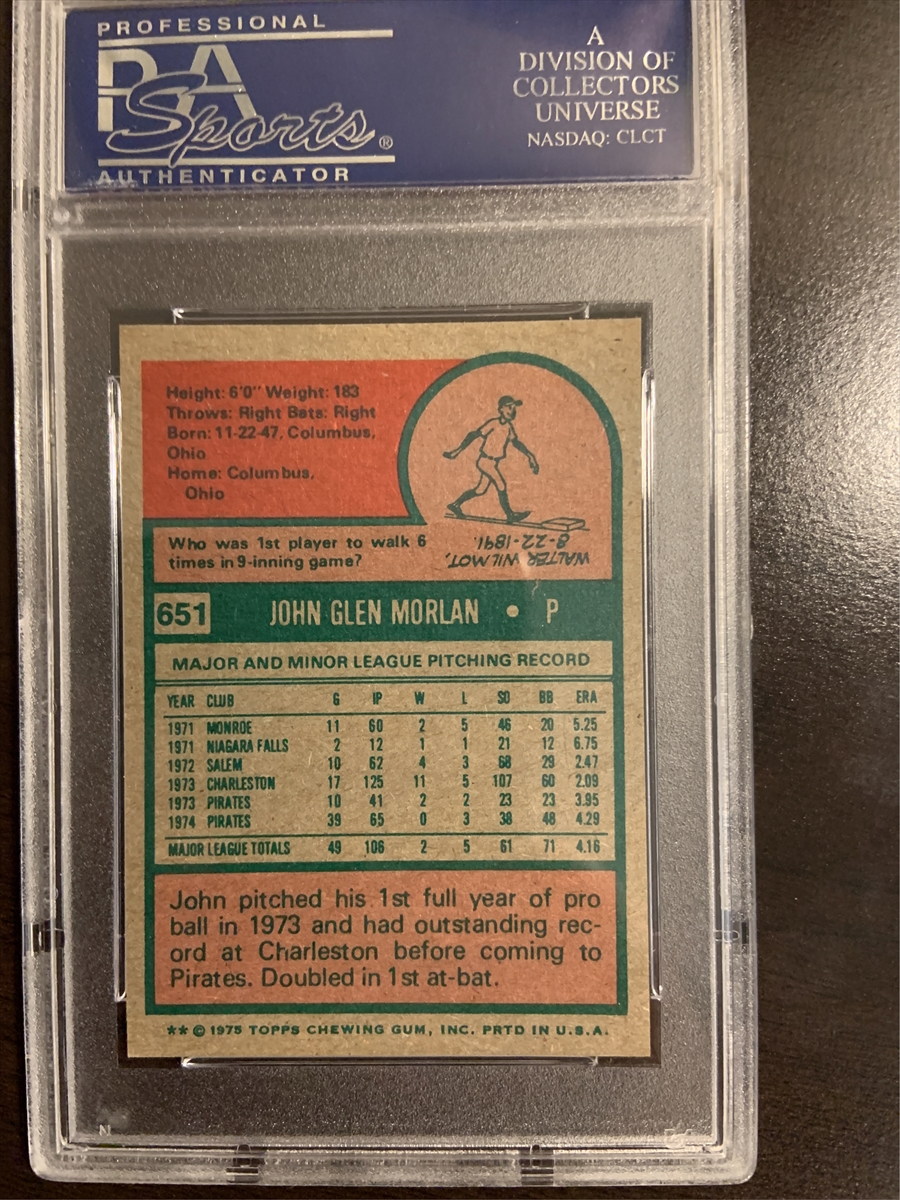 PROFESSIONAL
PSA
Sports®
AUTHENTICATOR
A
DIVISION OF
COLLECTORS
UNIVERSE
NASDAQ: CLCT
Height: 6'0" Weight: 183
Throws: Right Bats: Right
Born: 11-22-47, Columbus,
Ohio
Home: Columbus,
Ohio
Who was 1st player to walk 6
times in 9-inning game?
WALTER WILMOT,
8-22-1891.
651 JOHN GLEN MORLAN • P
MAJOR AND MINOR LEAGUE PITCHING RECORD
YEAR CLUB G IP W L SO BB ERA
1971 MONROE 11 60 2 5 46 20 5.25
1971 NIAGARA FALLS 2 12 1 1 21 12 6.75
1972 SALEM 10 62 4 3 68 29 2.47
1973 CHARLESTON 17 125 11 5 107 60 2.09
1973 PIRATES 10 41 2 2 23 23 3.95
1974 PIRATES 39 65 0 3 38 48 4.29
MAJOR LEAGUE TOTALS 49 106 2 5 61 71 4.16
John pitched his 1st full year of pro
ball in 1973 and had outstanding rec-
ord at Charleston before coming to
Pirates. Doubled in 1st at-bat.
** © 1975 TOPPS CHEWING GUM, INC. PRTD IN U.S.A.